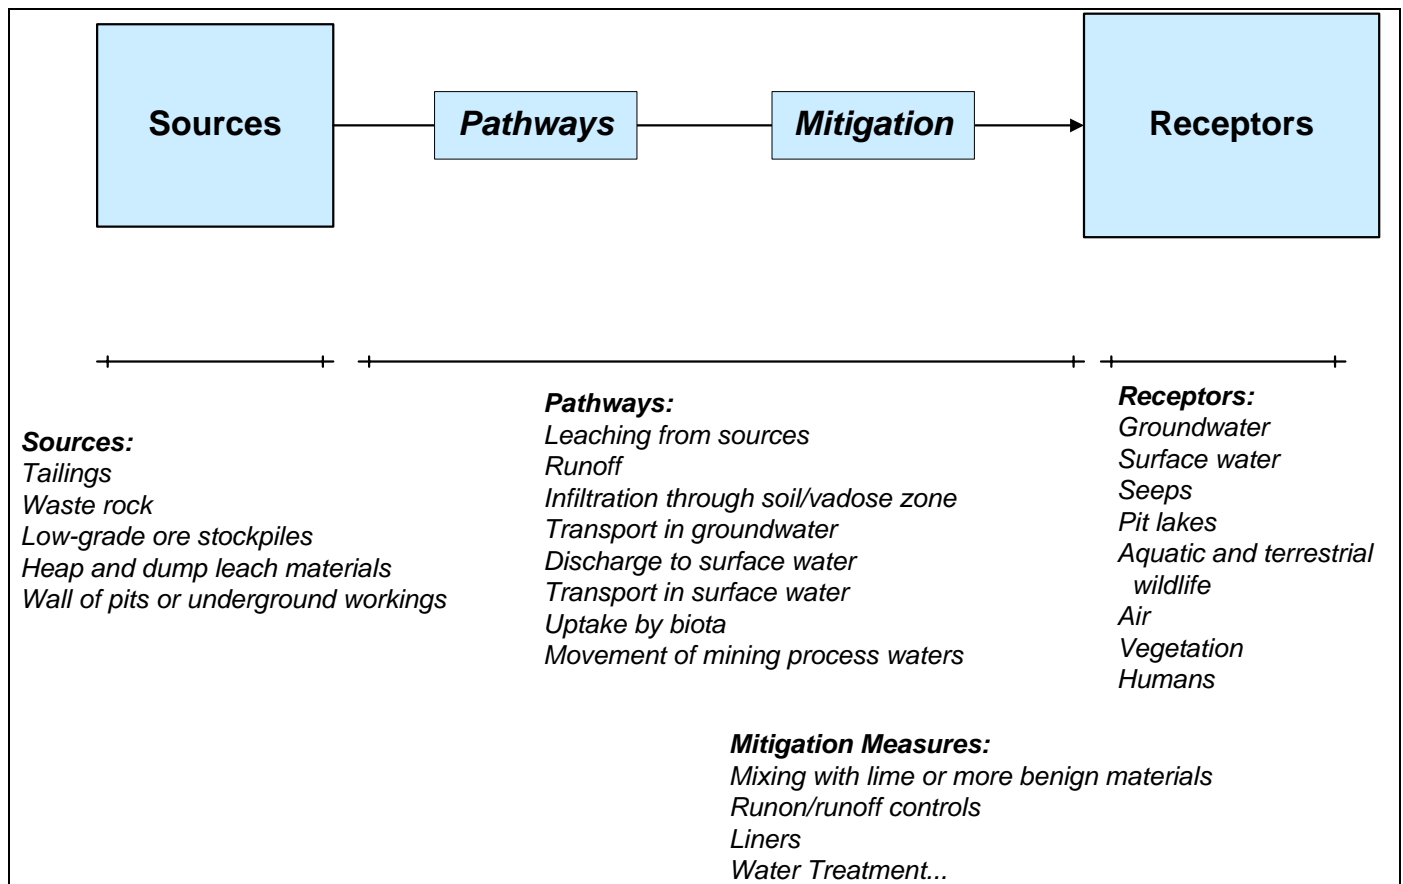 Sources
Pathways
Mitigation
Receptors
Sources:
Tailings
Waste rock
Low-grade ore stockpiles
Heap and dump leach materials
Wall of pits or underground workings
Pathways:
Leaching from sources
Runoff
Infiltration through soil/vadose zone
Transport in groundwater
Discharge to surface water
Transport in surface water
Uptake by biota
Movement of mining process waters
Receptors:
Groundwater
Surface water
Seeps
Pit lakes
Aquatic and terrestrial
wildlife
Air
Vegetation
Humans
Mitigation Measures:
Mixing with lime or more benign materials
Runon/runoff controls
Liners
Water Treatment...